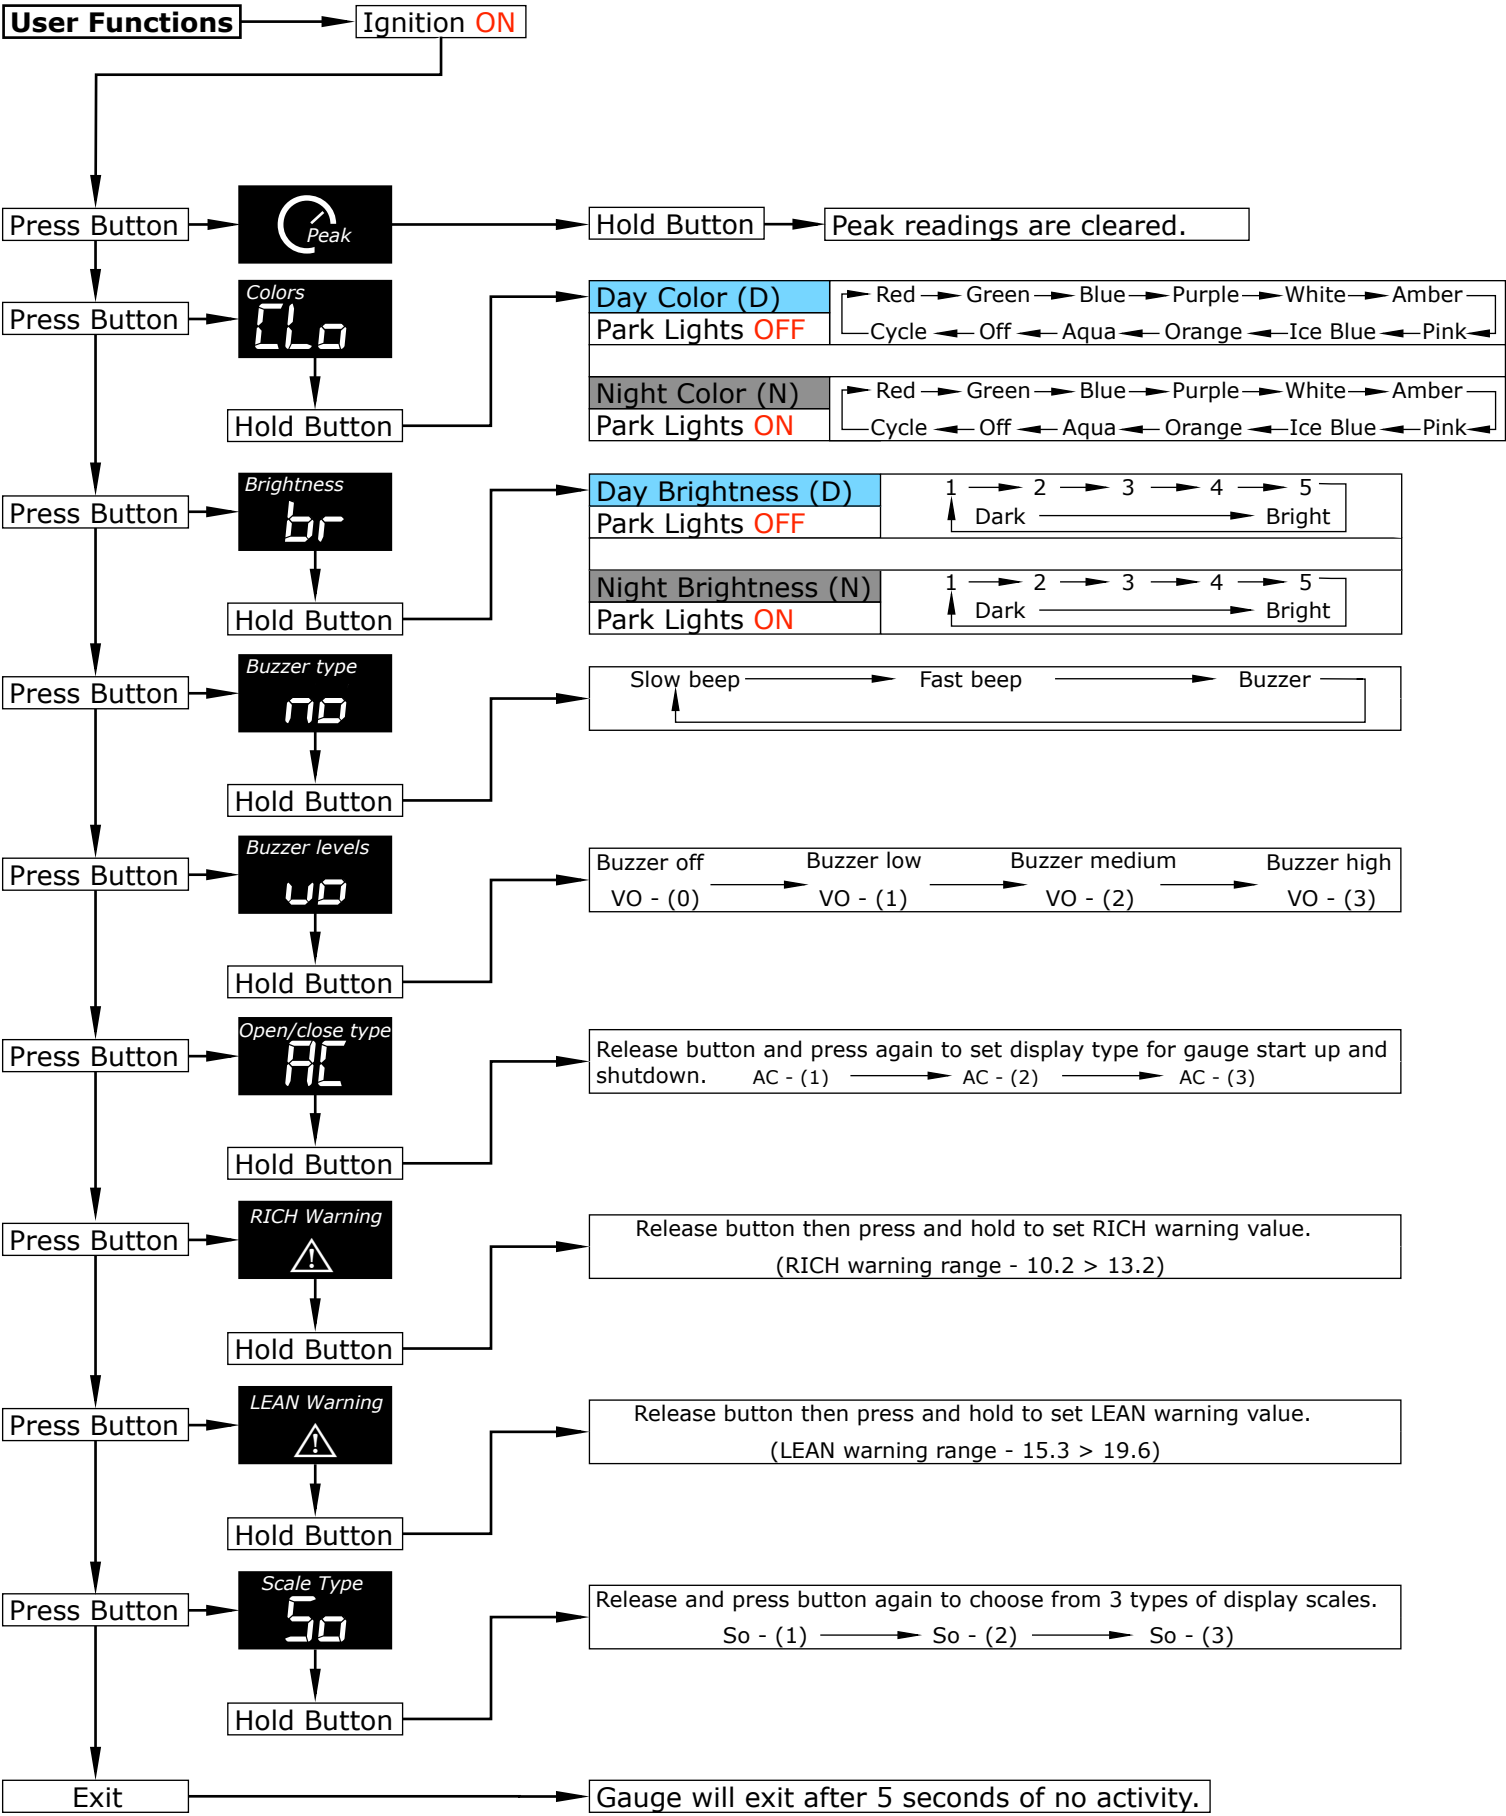 User Functions
Ignition ON
Press Button
Peak
Hold Button
Peak readings are cleared.
Press Button
Colors
CLo
Hold Button
Day Color (D)
Park Lights OFF
Red Green Blue Purple White Amber
Cycle Off Aqua Orange Ice Blue Pink
Night Color (N)
Park Lights ON
Red Green Blue Purple White Amber
Cycle Off Aqua Orange Ice Blue Pink
Press Button
Brightness
br
Hold Button
Day Brightness (D)
Park Lights OFF
1 2 3 4 5
Dark Bright
Night Brightness (N)
Park Lights ON
1 2 3 4 5
Dark Bright
Press Button
Buzzer type
no
Hold Button
Slow beep Fast beep Buzzer
Press Button
Buzzer levels
vo
Hold Button
Buzzer off Buzzer low Buzzer medium Buzzer high
VO - (0) VO - (1) VO - (2) VO - (3)
Press Button
Open/close type
AC
Hold Button
Release button and press again to set display type for gauge start up and
shutdown. AC - (1) AC - (2) AC - (3)
Press Button
RICH Warning
!
Hold Button
Release button then press and hold to set RICH warning value.
(RICH warning range - 10.2 > 13.2)
Press Button
LEAN Warning
!
Hold Button
Release button then press and hold to set LEAN warning value.
(LEAN warning range - 15.3 > 19.6)
Press Button
Scale Type
So
Hold Button
Release and press button again to choose from 3 types of display scales.
So - (1) So - (2) So - (3)
Exit
Gauge will exit after 5 seconds of no activity.